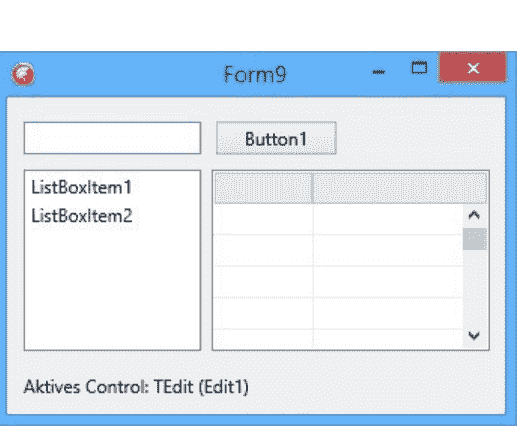 Form9
Button1
ListBoxItem1
ListBoxItem2
Aktives Control: TEdit (Edit1)